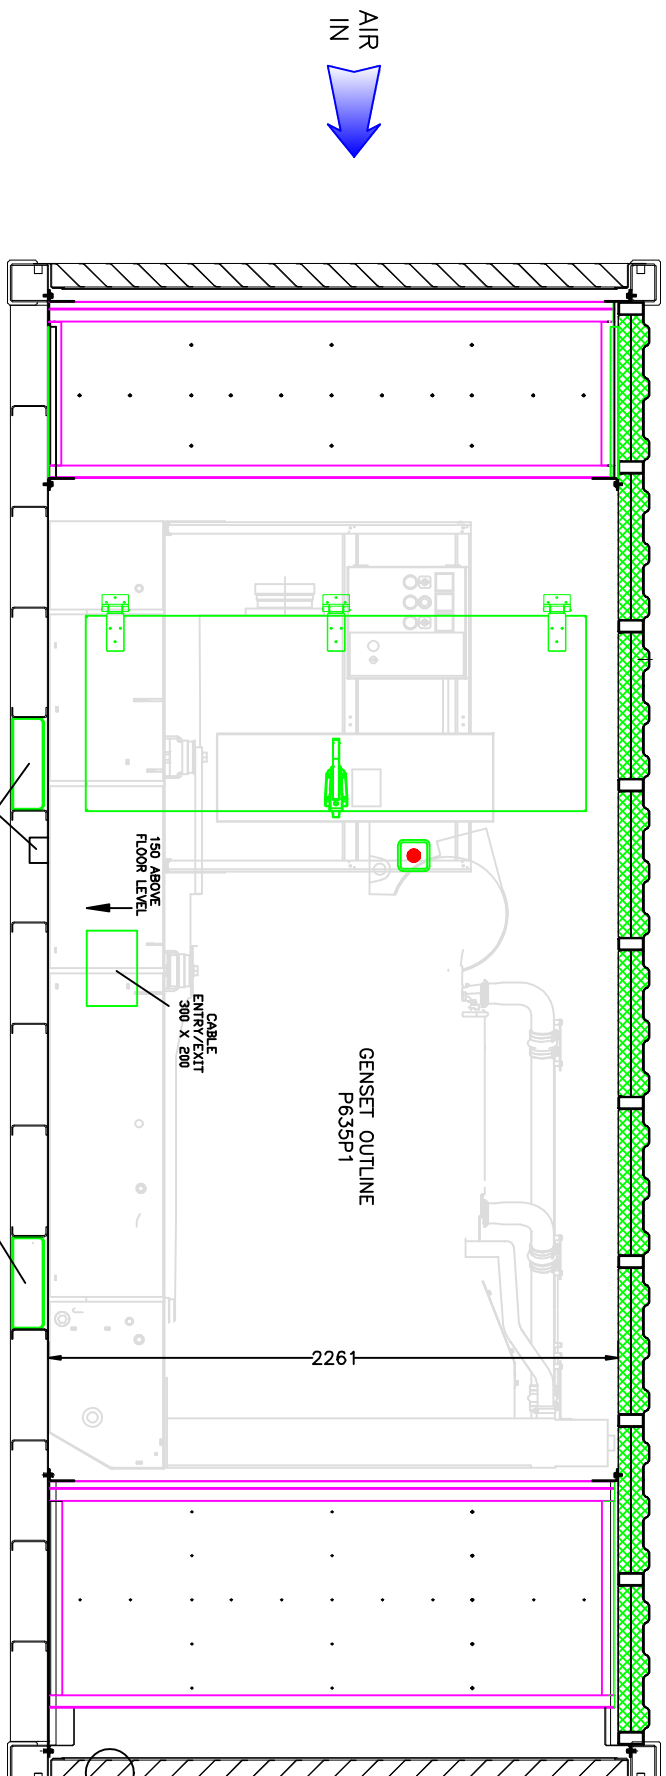 AIR
IN
150 ABOVE
FLOOR LEVEL
CABLE
ENTRY/EXIT
300 X 200
GENSET OUTLINE
P635P1
2261